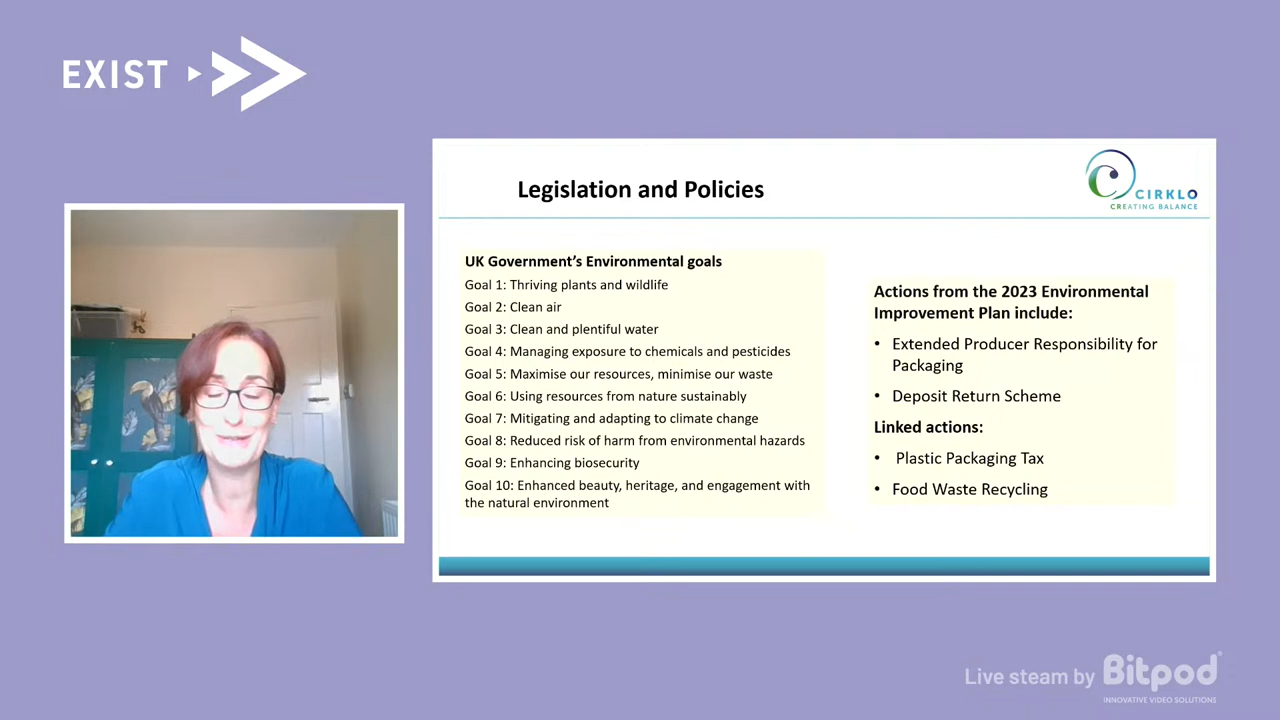 EXIST
Legislation and Policies
CIRKLO
CREATING BALANCE
UK Government’s Environmental goals
Goal 1: Thriving plants and wildlife
Goal 2: Clean air
Goal 3: Clean and plentiful water
Goal 4: Managing exposure to chemicals and pesticides
Goal 5: Maximise our resources, minimise our waste
Goal 6: Using resources from nature sustainably
Goal 7: Mitigating and adapting to climate change
Goal 8: Reduced risk of harm from environmental hazards
Goal 9: Enhancing biosecurity
Goal 10: Enhanced beauty, heritage, and engagement with
the natural environment
Actions from the 2023 Environmental
Improvement Plan include:
• Extended Producer Responsibility for
Packaging
• Deposit Return Scheme
Linked actions:
• Plastic Packaging Tax
• Food Waste Recycling
Live steam by Bitpod
INNOVATIVE VIDEO SOLUTIONS